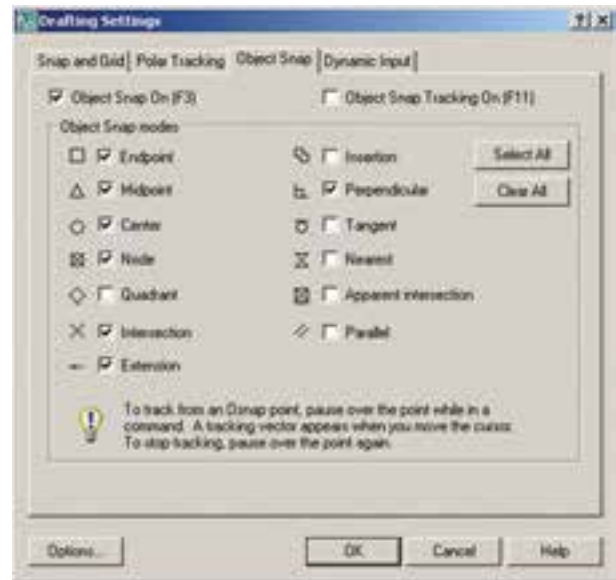 Drafting Settings
Snap and Grid Polar Tracking Object Snap Dynamic Input
Object Snap On (F3) Object Snap Tracking On (F11)
Object Snap modes
Endpoint Insertion Select All
Midpoint Perpendicular Clear All
Center Tangent
Node Nearest
Quadrant Apparent intersection
Intersection Parallel
Extension
To track from an Osnap point, pause over the point while in a
command. A tracking vector appears when you move the cursor.
To stop tracking, pause over the point again.
Options... OK Cancel Help